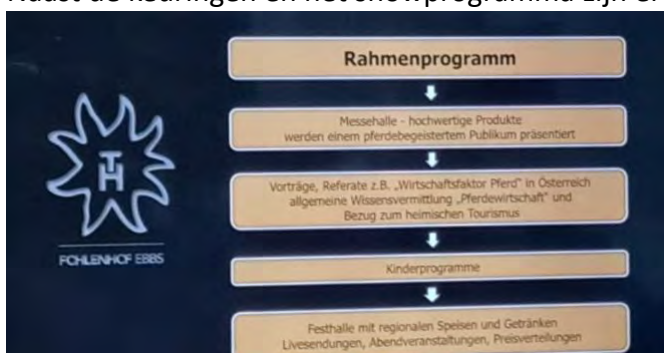 Rahmenprogramm
Messehalle - hochwertige Produkte
werden einem pferdebegeistertem Publikum präsentiert
Vorträge, Referate z.B. „Wirtschaftsfaktor Pferd" in Österreich
allgemeine Wissensvermittlung „Pferdewirtschaft" und
Bezug zum heimischen Tourismus
TH
FOHLENHOF EBBS
Kinderprogramme
Festhalle mit regionalen Speisen und Getränken
Livesendungen, Abendveranstaltungen, Preisverteilungen